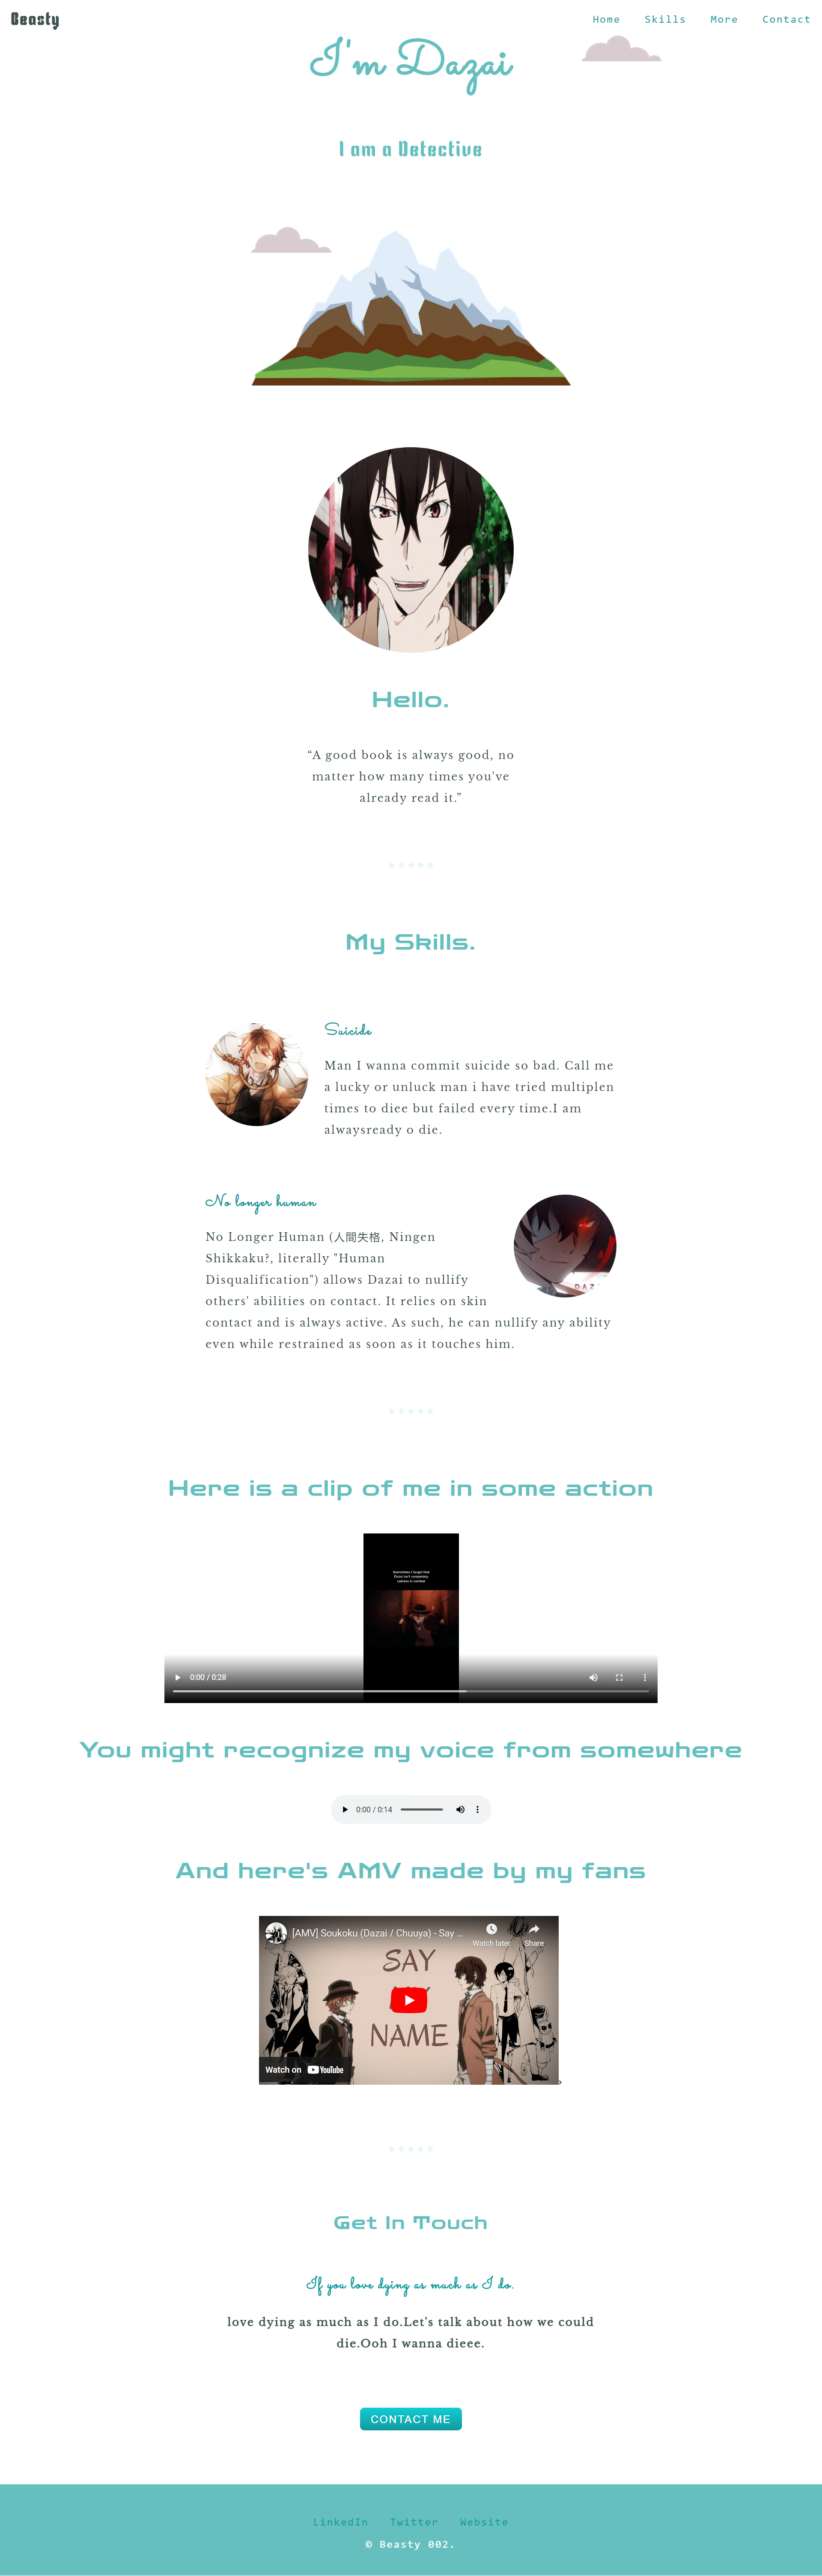 Beasty
Home Skills More Contact
I'm Dazai
I am a Detective
Hello.
“A good book is always good, no
matter how many times you've
already read it.”
My Skills.
Suicide
Man I wanna commit suicide so bad. Call me
a lucky or unluck man i have tried multiplen
times to diee but failed every time.I am
alwaysready o die.
No longer human
No Longer Human (人間失格, Ningen
Shikkaku?, literally "Human
Disqualification") allows Dazai to nullify
others' abilities on contact. It relies on skin
contact and is always active. As such, he can nullify any ability
even while restrained as soon as it touches him.
Here is a clip of me in some action
Sometimes I forget that
Dazai isn't completely
useless in combat
0:00 / 0:28
You might recognize my voice from somewhere
0:00 / 0:14
And here's AMV made by my fans
[AMV] Soukoku (Dazai / Chuuya) - Say ...
Watch later
Share
SAY
NAME
Watch on YouTube
>
Get In Touch
If you love dying as much as I do.
love dying as much as I do.Let's talk about how we could
die.Ooh I wanna dieee.
CONTACT ME
LinkedIn Twitter Website
© Beasty 002.